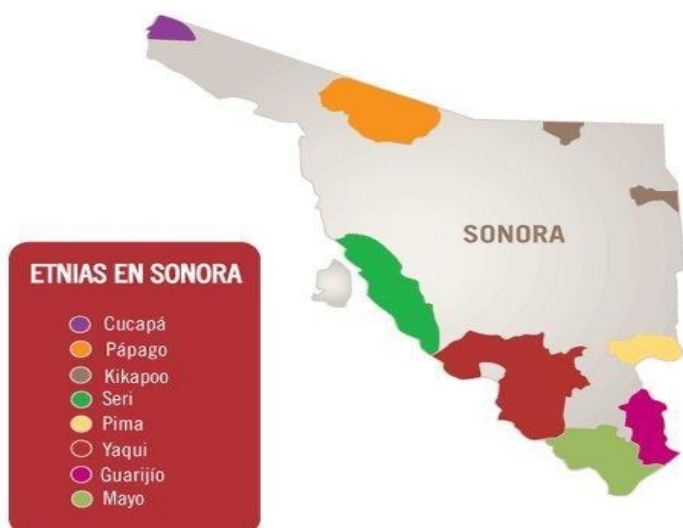 SONORA
ETNIAS EN SONORA
Cucapá
Pápago
Kikapoo
Seri
Pima
Yaqui
Guarijío
Mayo